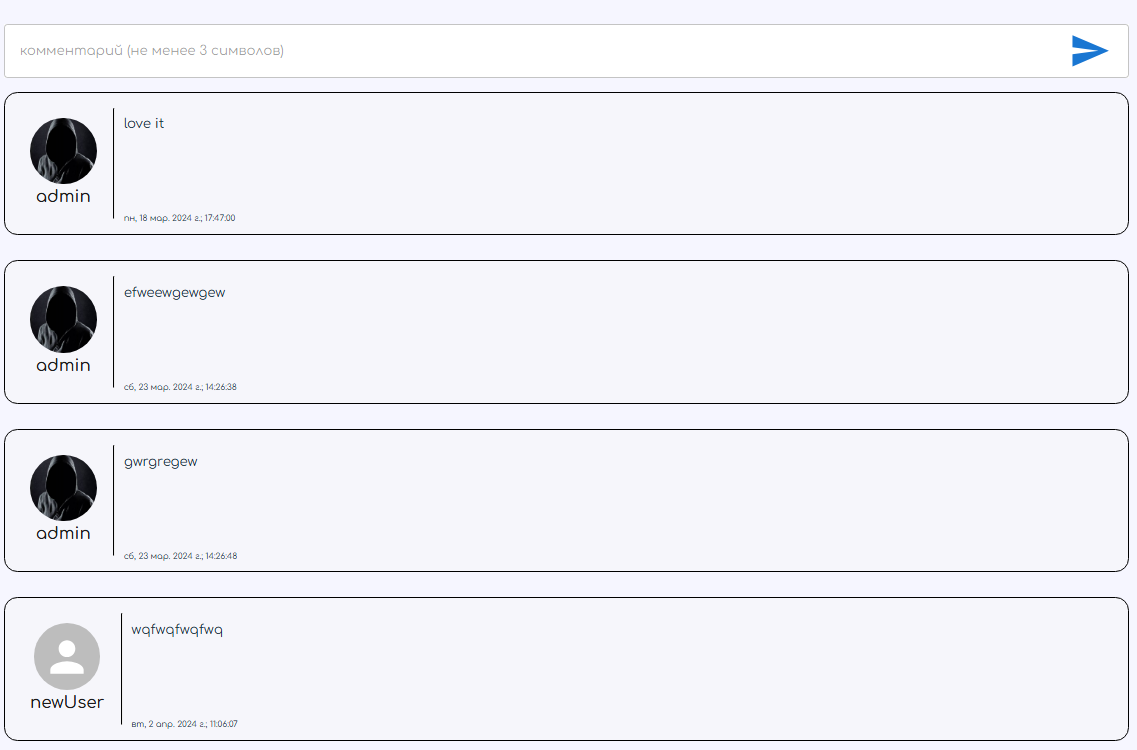 комментарий (не менее 3 символов)
love it
admin
пн, 18 мар. 2024 г.; 17:47:00
efweewgewgew
admin
сб, 23 мар. 2024 г.; 14:26:38
gwrgregew
admin
сб, 23 мар. 2024 г.; 14:26:48
wqfwqfwqfwq
newUser
вт, 2 апр. 2024 г.; 11:06:07